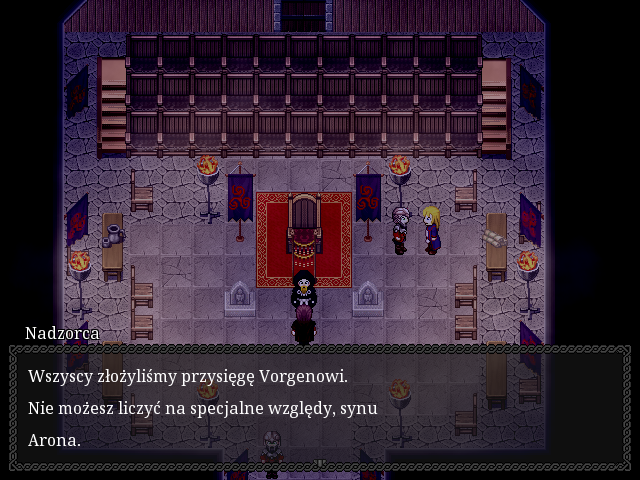 Nadzorca
Wszyscy złożyliśmy przysięgę Vorgenowi.
Nie możesz liczyć na specjalne względy, synu
Arona.